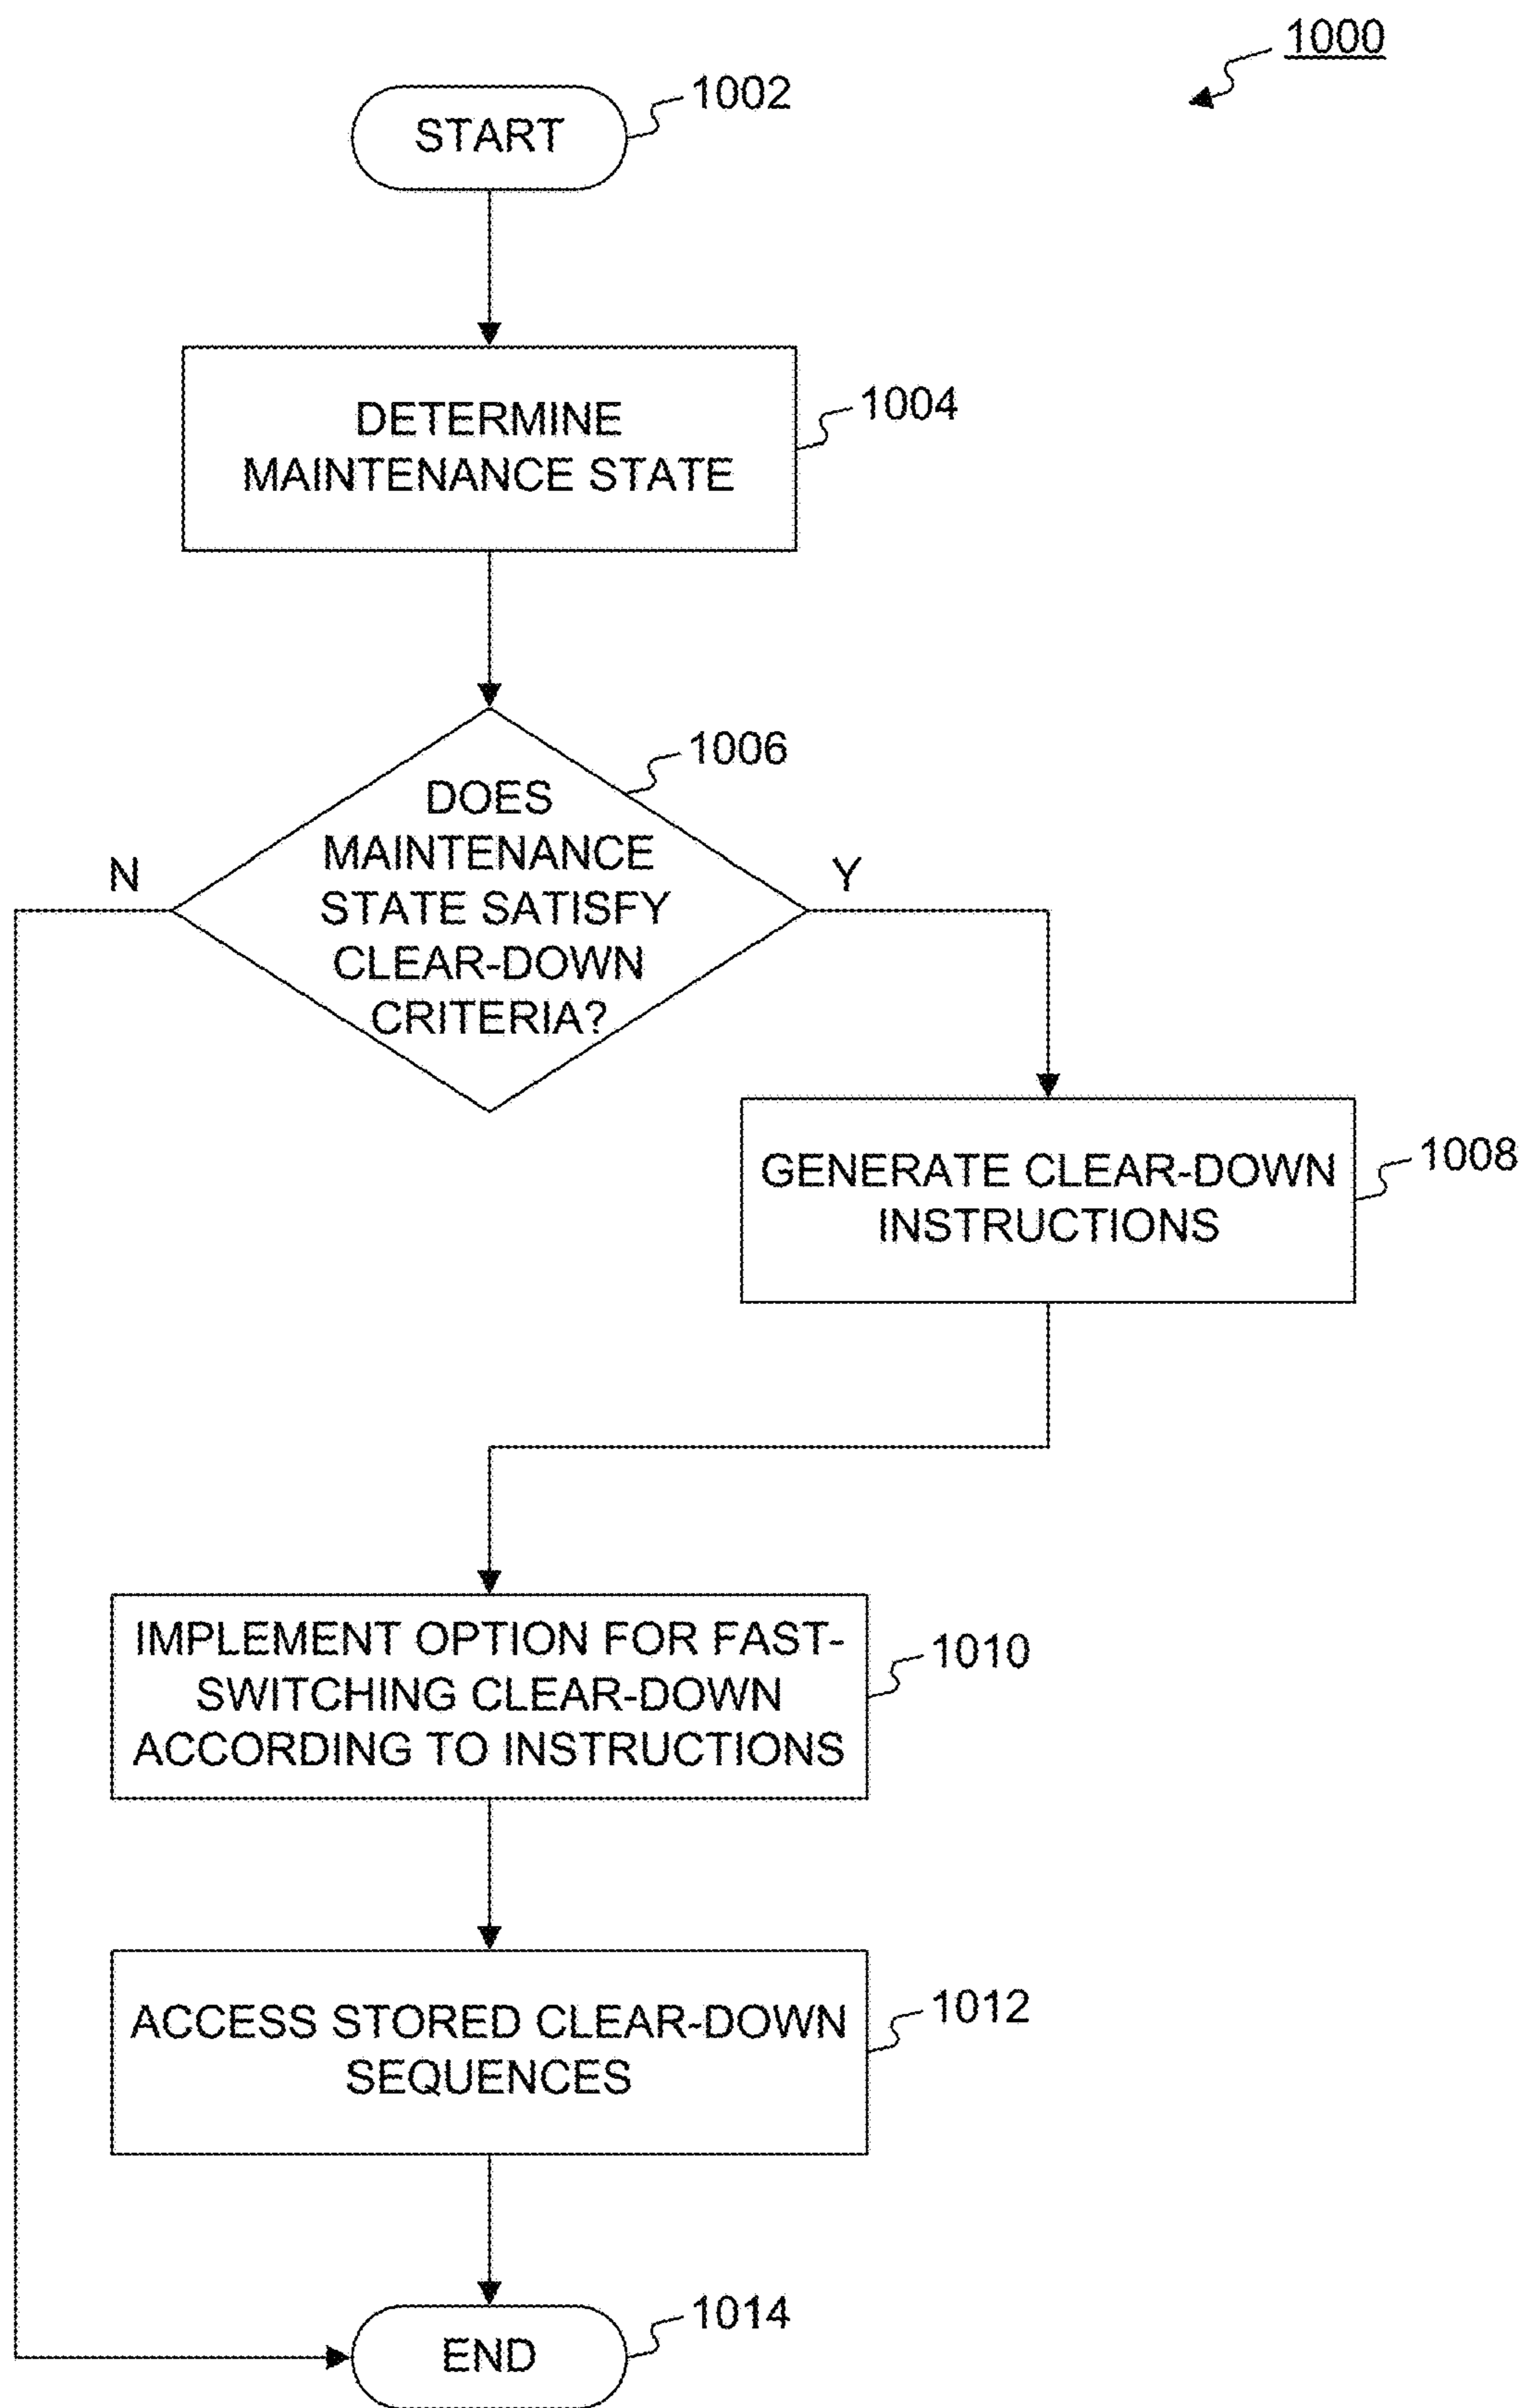 1000
START
1002
DETERMINE
MAINTENANCE STATE
1004
1006
DOES
MAINTENANCE
STATE SATISFY
CLEAR-DOWN
CRITERIA?
N
Y
GENERATE CLEAR-DOWN
INSTRUCTIONS
1008
IMPLEMENT OPTION FOR FAST-
SWITCHING CLEAR-DOWN
ACCORDING TO INSTRUCTIONS
1010
ACCESS STORED CLEAR-DOWN
SEQUENCES
1012
END
1014